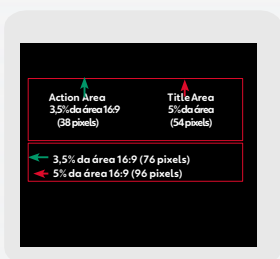 Action Area
3,5% da área 16:9
(38 pixels)
Title Area
5% da área
(54 pixels)
3,5% da área 16:9 (76 pixels)
5% da área 16:9 (96 pixels)